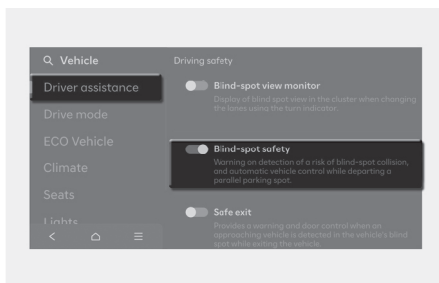 Vehicle
Driving safety
Driver assistance
Blind-spot view monitor
Display of blind spot view in the cluster when changing
the lanes using the turn indicator.
Drive mode
ECO Vehicle
Blind-spot safety
Warning on detection of a risk of blind-spot collision,
and automatic vehicle control while departing a
parallel parking spot.
Climate
Seats
Safe exit
Provides a warning and door control when an
approaching vehicle is detected in the vehicle's blind
spot while exiting the vehicle.
Lights